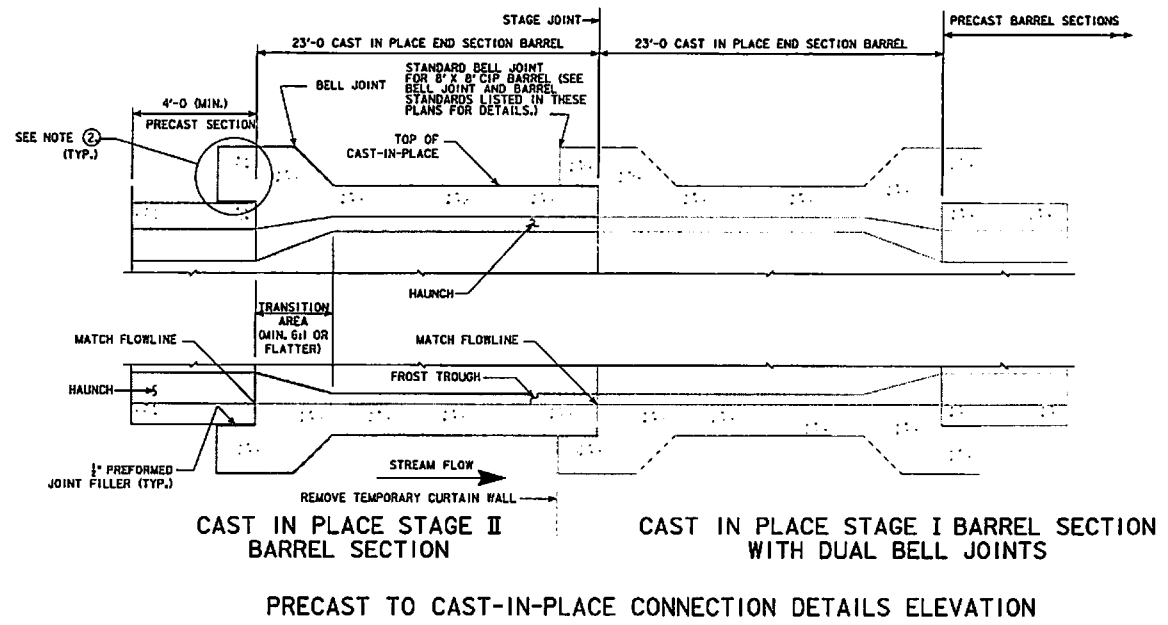 STAGE JOINT
PRECAST BARREL SECTIONS
23'-0 CAST IN PLACE END SECTION BARREL
23'-0 CAST IN PLACE END SECTION BARREL
STANDARD BELL JOINT
FOR 8' X 8' CIP BARREL (SEE
BELL JOINT AND BARREL
STANDARDS LISTED IN THESE
PLANS FOR DETAILS.)
BELL JOINT
4'-0 (MIN.)
PRECAST SECTION
SEE NOTE 2.
(TYP.)
TOP OF
CAST-IN-PLACE
HAUNCH
TRANSITION
AREA
(MIN. 6:1 OR
FLATTER)
MATCH FLOWLINE
MATCH FLOWLINE
FROST TROUGH
HAUNCH
½" PREFORMED
JOINT FILLER (TYP.)
STREAM FLOW
REMOVE TEMPORARY CURTAIN WALL
CAST IN PLACE STAGE II
BARREL SECTION
CAST IN PLACE STAGE I BARREL SECTION
WITH DUAL BELL JOINTS
PRECAST TO CAST-IN-PLACE CONNECTION DETAILS ELEVATION